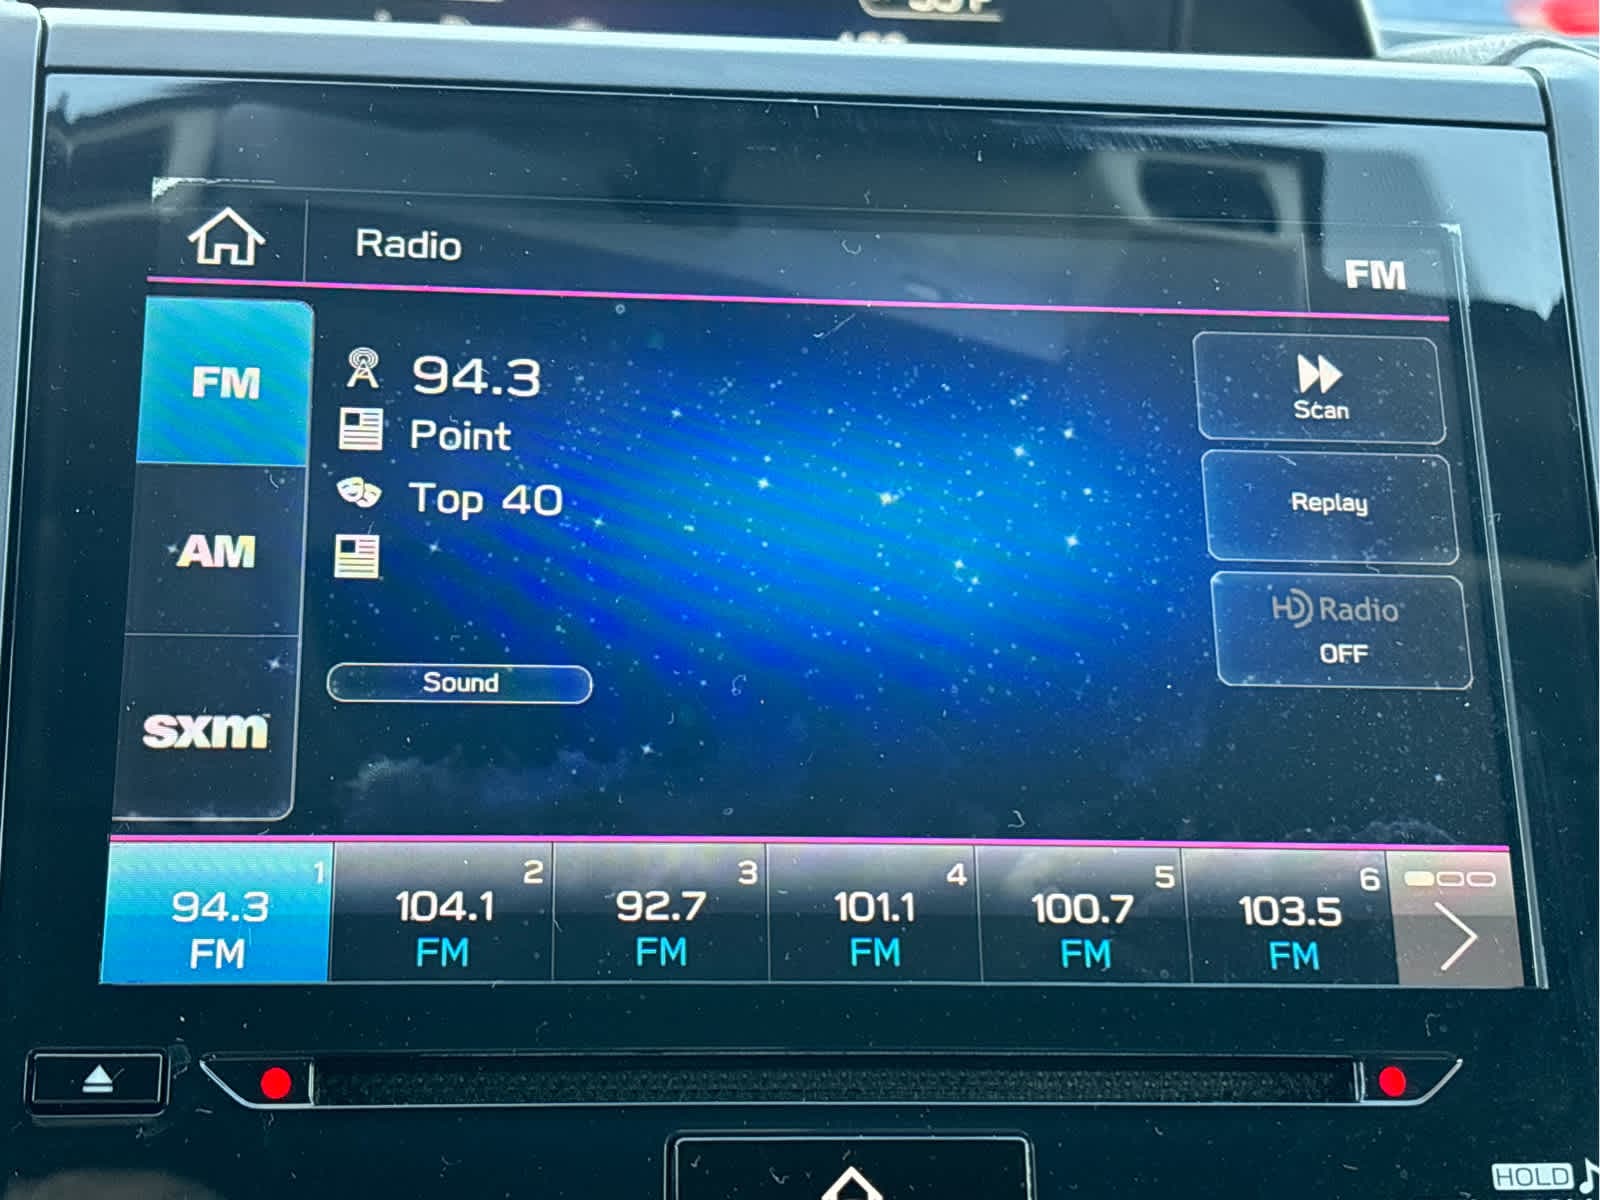 Radio
FM
FM
94.3
Point
Top 40
AM
sxm
Sound
Scan
Replay
HD Radio
OFF
1
94.3
FM
2
104.1
FM
3
92.7
FM
4
101.1
FM
5
100.7
FM
6
103.5
FM
HOLD